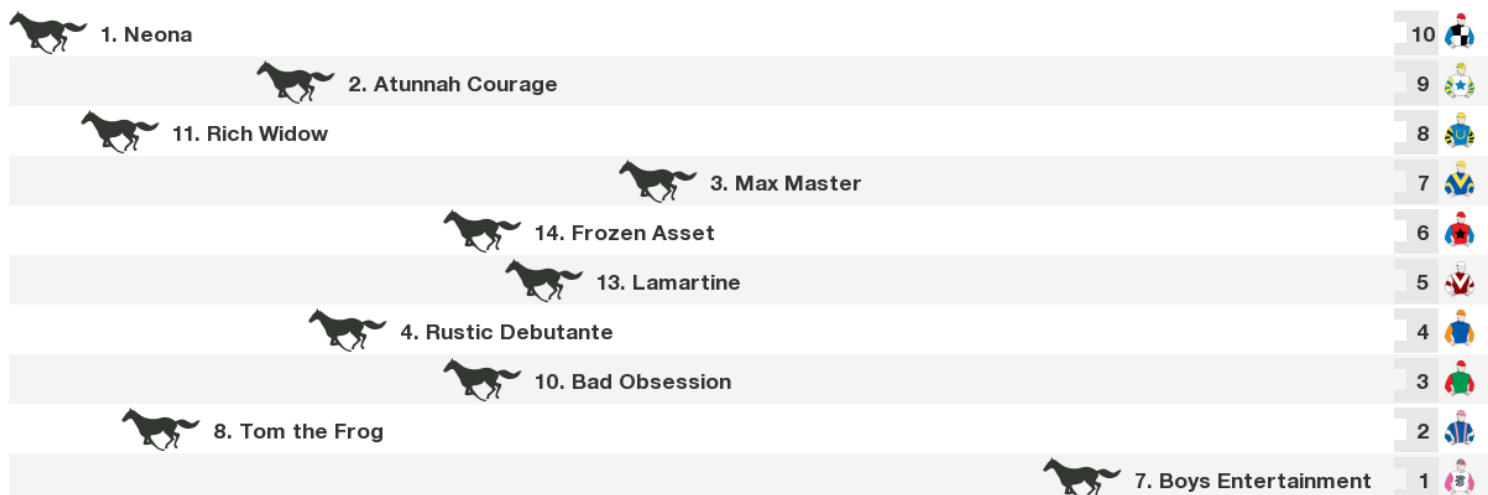 1. Neona 10
2. Atunnah Courage 9
11. Rich Widow 8
3. Max Master 7
14. Frozen Asset 6
13. Lamartine 5
4. Rustic Debutante 4
10. Bad Obsession 3
8. Tom the Frog 2
7. Boys Entertainment 1